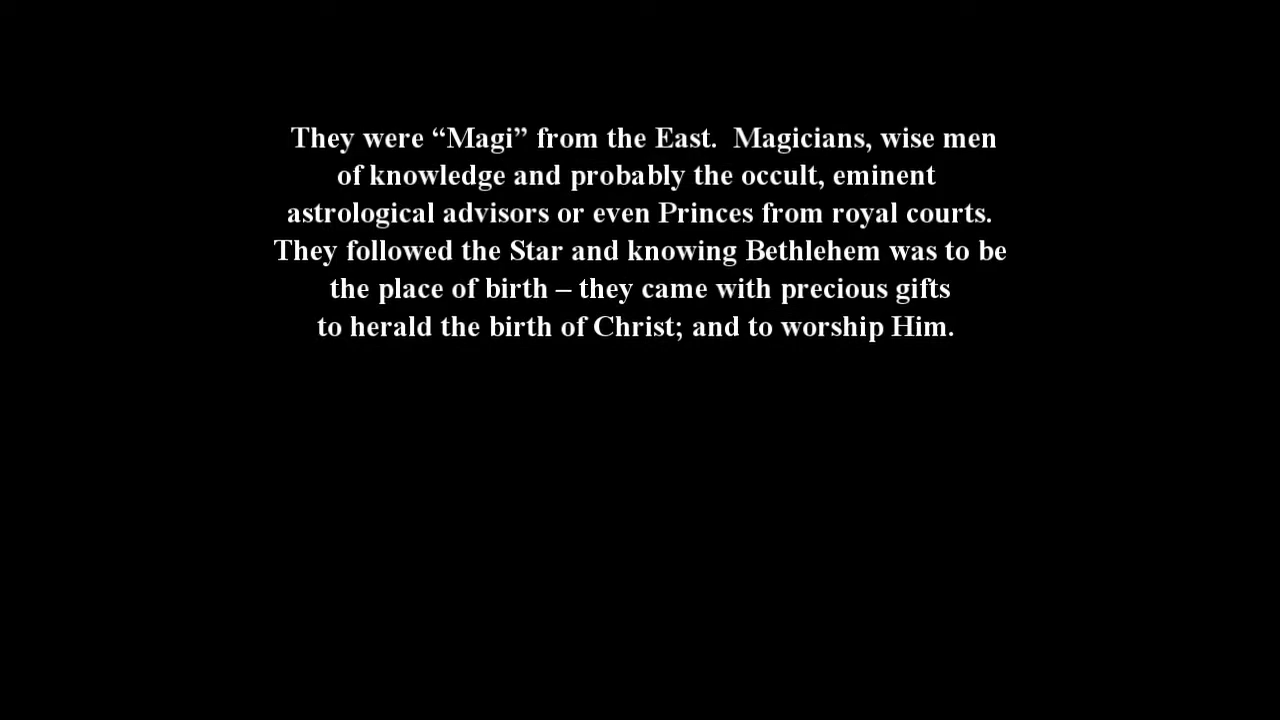 They were “Magi” from the East.  Magicians, wise men
of knowledge and probably the occult, eminent
astrological advisors or even Princes from royal courts.
They followed the Star and knowing Bethlehem was to be
the place of birth – they came with precious gifts
to herald the birth of Christ; and to worship Him.